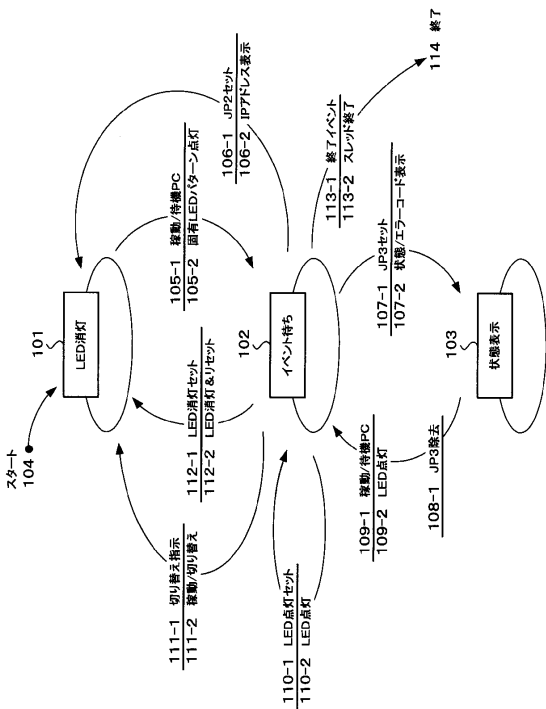 スタート
104
101
LED消灯
111-1 切り替え指示
111-2 稼動/切り替え
112-1 LED消灯セット
112-2 LED消灯&リセット
105-1 稼動/待機PC
105-2 固有LEDパターン点灯
106-1 JP2セット
106-2 IPアドレス表示
102
イベント待ち
110-1 LED点灯セット
110-2 LED点灯
109-1 稼動/待機PC
109-2 LED点灯
108-1 JP3除去
107-1 JP3セット
107-2 状態/エラーコード表示
113-1 終了イベント
113-2 スレッド終了
114 終了
103
状態表示